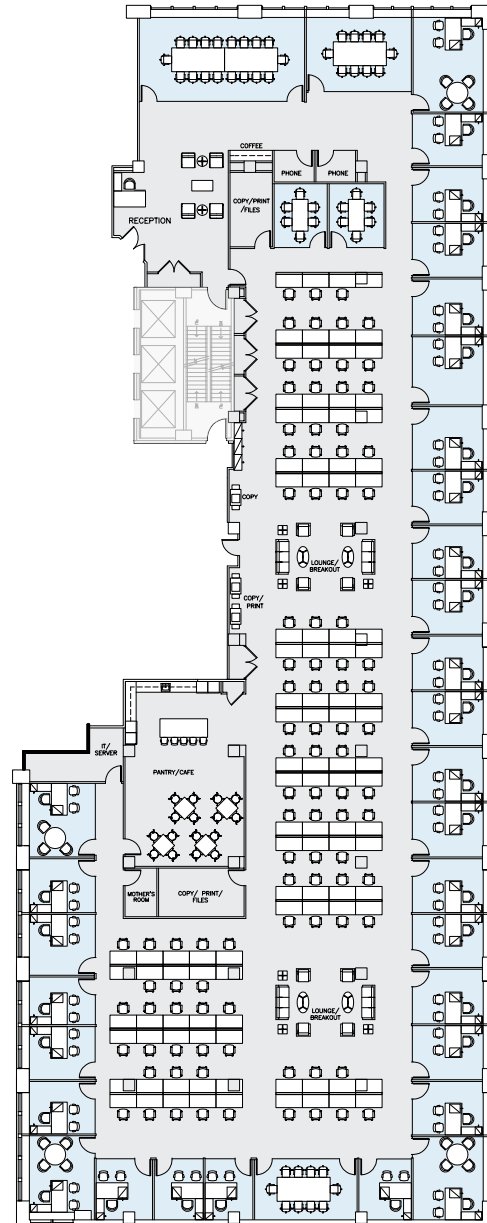 COFFEE
PHONE
PHONE
COPY/PRINT
/FILES
RECEPTION
COPY
LOUNGE/
BREAKOUT
COPY/
PRINT
IT/
SERVER
PANTRY/CAFE
MOTHER'S
ROOM
COPY/ PRINT/
FILES
LOUNGE/
BREAKOUT